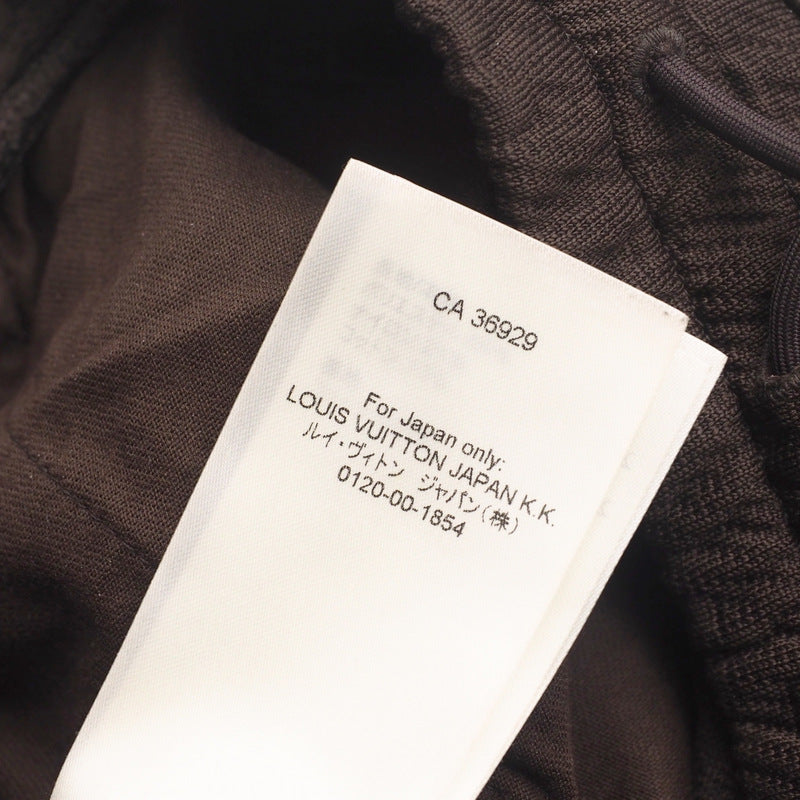 CA 36929
For Japan only:
LOUIS VUITTON JAPAN K.K.
ルイ・ヴィトン ジャパン(株)
0120-00-1854